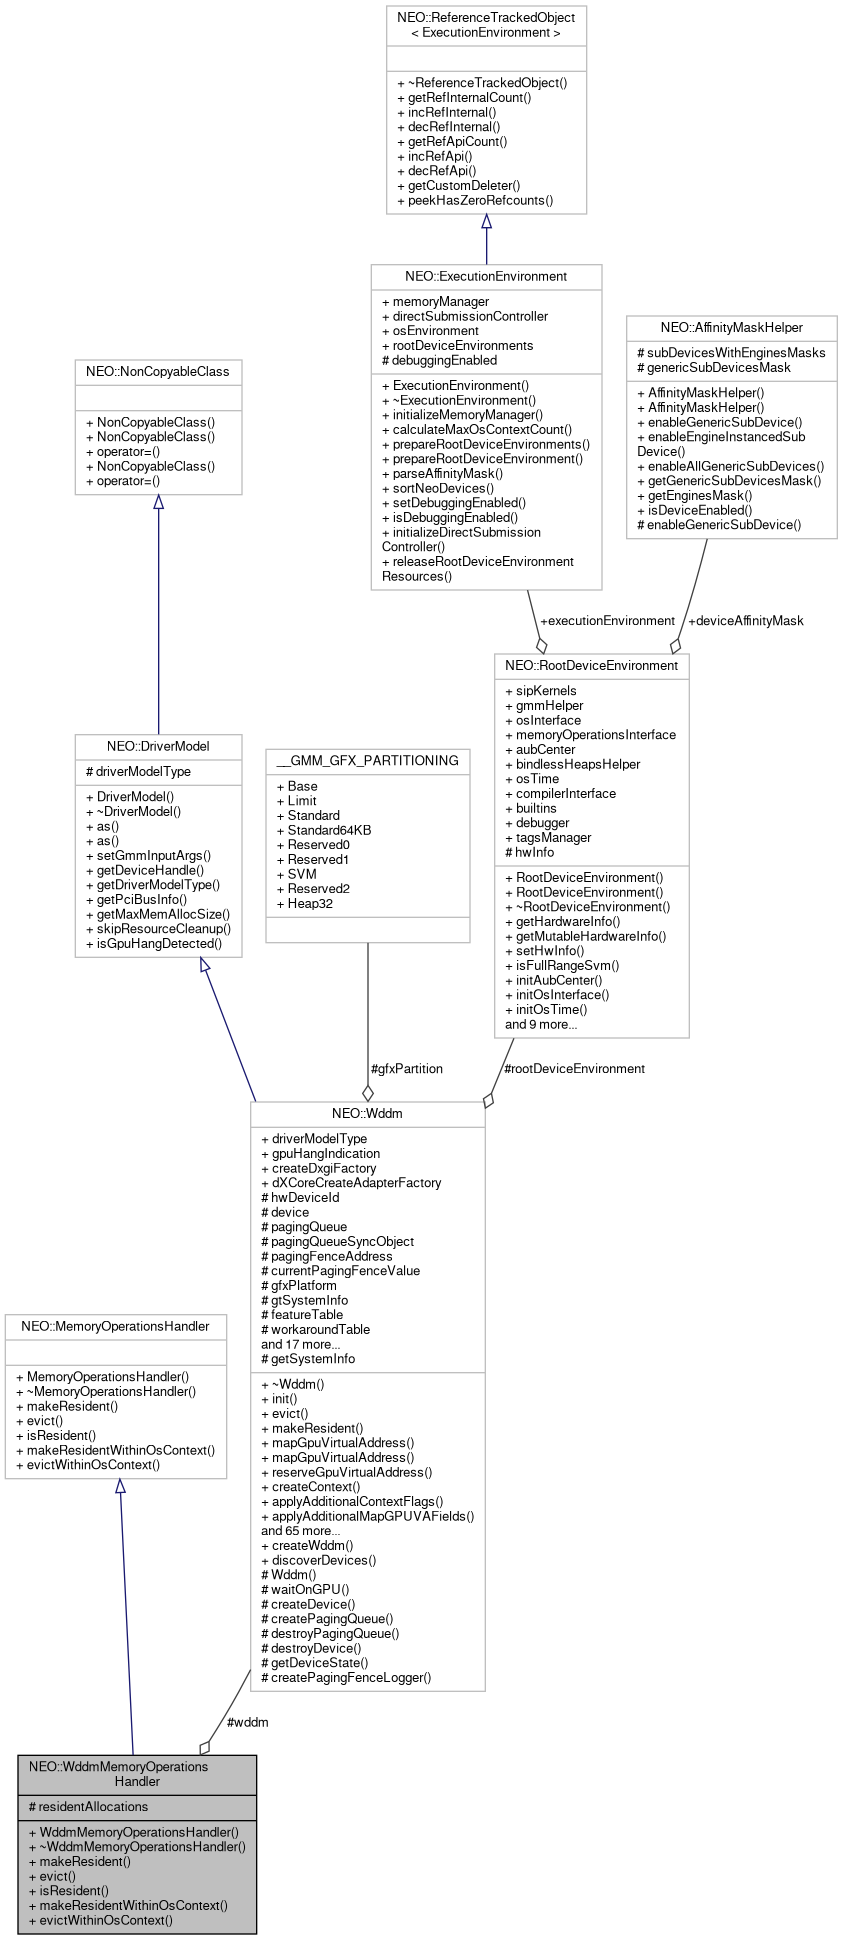 NEO::ReferenceTrackedObject
< ExecutionEnvironment >
+ ~ReferenceTrackedObject()
+ getRefInternalCount()
+ incRefInternal()
+ decRefInternal()
+ getRefApiCount()
+ incRefApi()
+ decRefApi()
+ getCustomDeleter()
+ peekHasZeroRefcounts()
NEO::ExecutionEnvironment
+ memoryManager
+ directSubmissionController
+ osEnvironment
+ rootDeviceEnvironments
# debuggingEnabled
+ ExecutionEnvironment()
+ ~ExecutionEnvironment()
+ initializeMemoryManager()
+ calculateMaxOsContextCount()
+ prepareRootDeviceEnvironments()
+ prepareRootDeviceEnvironment()
+ parseAffinityMask()
+ sortNeoDevices()
+ setDebuggingEnabled()
+ isDebuggingEnabled()
+ initializeDirectSubmission
Controller()
+ releaseRootDeviceEnvironment
Resources()
NEO::AffinityMaskHelper
# subDevicesWithEnginesMasks
# genericSubDevicesMask
+ AffinityMaskHelper()
+ AffinityMaskHelper()
+ enableGenericSubDevice()
+ enableEngineInstancedSub
Device()
+ enableAllGenericSubDevices()
+ getGenericSubDevicesMask()
+ getEnginesMask()
+ isDeviceEnabled()
# enableGenericSubDevice()
NEO::NonCopyableClass
+ NonCopyableClass()
+ NonCopyableClass()
+ operator=()
+ NonCopyableClass()
+ operator=()
+executionEnvironment
+deviceAffinityMask
NEO::RootDeviceEnvironment
+ sipKernels
+ gmmHelper
+ osInterface
+ memoryOperationsInterface
+ aubCenter
+ bindlessHeapsHelper
+ osTime
+ compilerInterface
+ builtins
+ debugger
+ tagsManager
# hwInfo
+ RootDeviceEnvironment()
+ RootDeviceEnvironment()
+ ~RootDeviceEnvironment()
+ getHardwareInfo()
+ getMutableHardwareInfo()
+ setHwInfo()
+ isFullRangeSvm()
+ initAubCenter()
+ initOsInterface()
+ initOsTime()
and 9 more...
NEO::DriverModel
# driverModelType
+ DriverModel()
+ ~DriverModel()
+ as()
+ as()
+ setGmmInputArgs()
+ getDeviceHandle()
+ getDriverModelType()
+ getPciBusInfo()
+ getMaxMemAllocSize()
+ skipResourceCleanup()
+ isGpuHangDetected()
__GMM_GFX_PARTITIONING
+ Base
+ Limit
+ Standard
+ Standard64KB
+ Reserved0
+ Reserved1
+ SVM
+ Reserved2
+ Heap32
#gfxPartition
#rootDeviceEnvironment
NEO::Wddm
+ driverModelType
+ gpuHangIndication
+ createDxgiFactory
+ dXCoreCreateAdapterFactory
# hwDeviceId
# device
# pagingQueue
# pagingQueueSyncObject
# pagingFenceAddress
# currentPagingFenceValue
# gfxPlatform
# gtSystemInfo
# featureTable
# workaroundTable
and 17 more...
# getSystemInfo
+ ~Wddm()
+ init()
+ evict()
+ makeResident()
+ mapGpuVirtualAddress()
+ mapGpuVirtualAddress()
+ reserveGpuVirtualAddress()
+ createContext()
+ applyAdditionalContextFlags()
+ applyAdditionalMapGPUVAFields()
and 65 more...
+ createWddm()
+ discoverDevices()
# Wddm()
# waitOnGPU()
# createDevice()
# createPagingQueue()
# destroyPagingQueue()
# destroyDevice()
# getDeviceState()
# createPagingFenceLogger()
NEO::MemoryOperationsHandler
+ MemoryOperationsHandler()
+ ~MemoryOperationsHandler()
+ makeResident()
+ evict()
+ isResident()
+ makeResidentWithinOsContext()
+ evictWithinOsContext()
#wddm
NEO::WddmMemoryOperations
Handler
# residentAllocations
+ WddmMemoryOperationsHandler()
+ ~WddmMemoryOperationsHandler()
+ makeResident()
+ evict()
+ isResident()
+ makeResidentWithinOsContext()
+ evictWithinOsContext()